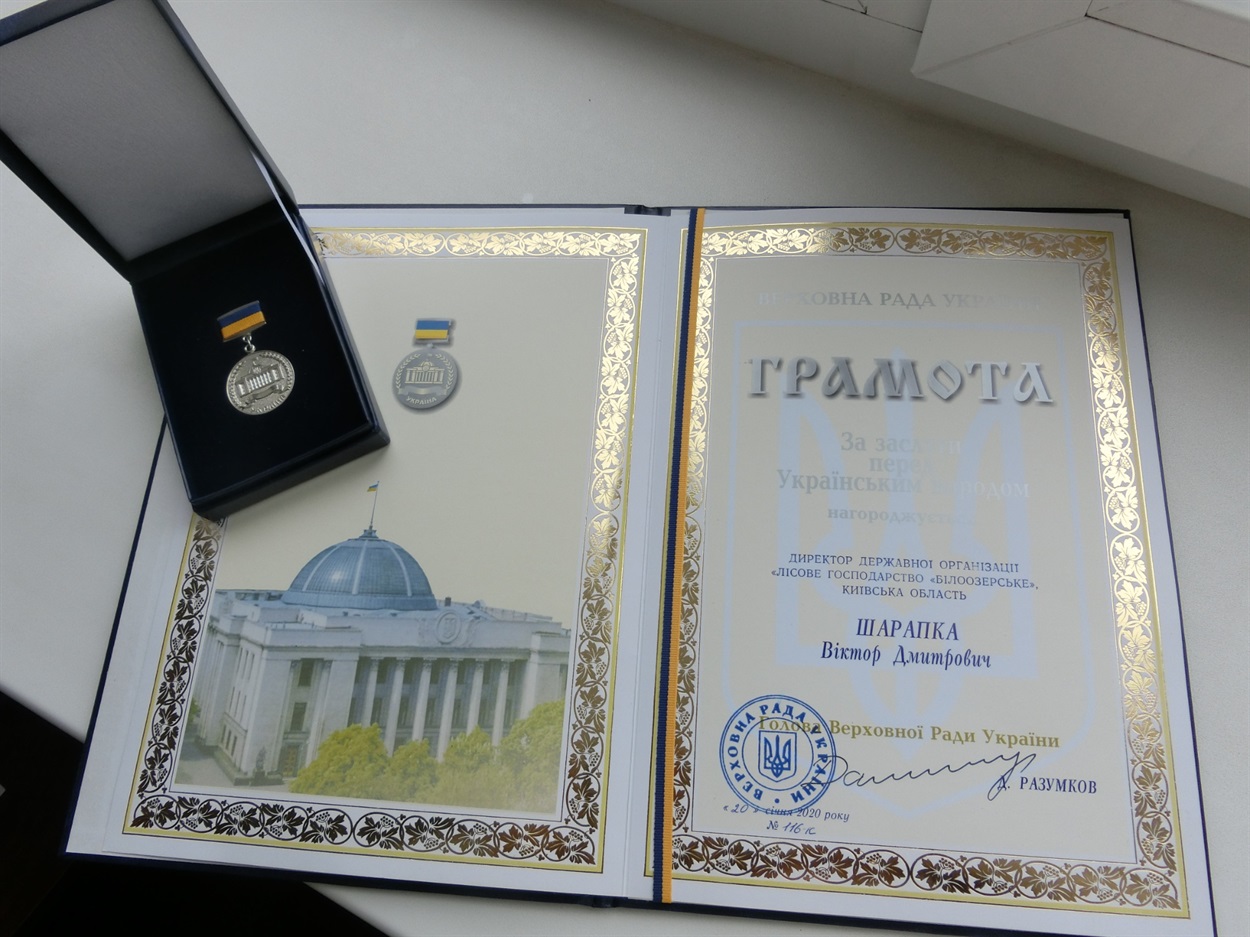 УКРАЇНА
ВЕРХОВНА РАДА УКРАЇНИ
ГРАМОТА
За заслуги
перед
Українським народом
нагороджується
ДИРЕКТОР ДЕРЖАВНОЇ ОРГАНІЗАЦІЇ
«ЛІСОВЕ ГОСПОДАРСТВО «БІЛООЗЕРСЬКЕ»,
КИЇВСЬКА ОБЛАСТЬ
ШАРАПКА
Віктор Дмитрович
Голова Верховної Ради України
ВЕРХОВНА РАДА УКРАЇНИ
Д. РАЗУМКОВ
« 20 » січня 2020 року
№ 116 к